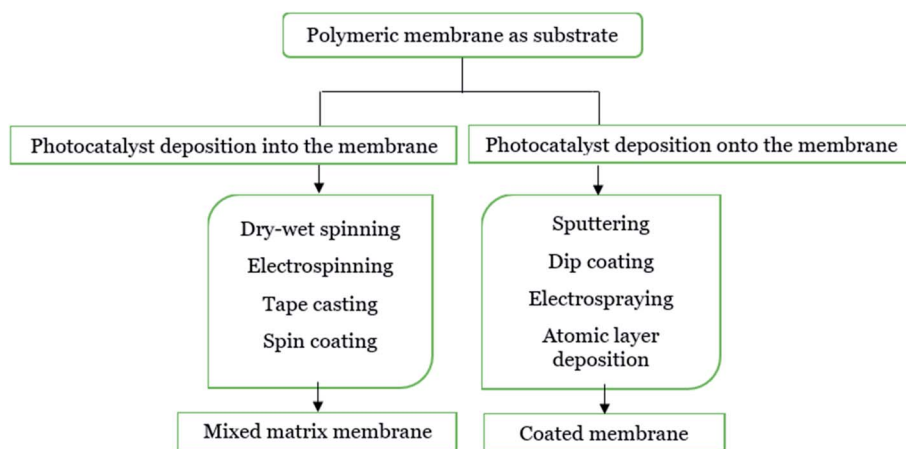 Polymeric membrane as substrate
Photocatalyst deposition into the membrane
Photocatalyst deposition onto the membrane
Dry-wet spinning
Electrospinning
Tape casting
Spin coating
Sputtering
Dip coating
Electrospraying
Atomic layer
deposition
Mixed matrix membrane
Coated membrane